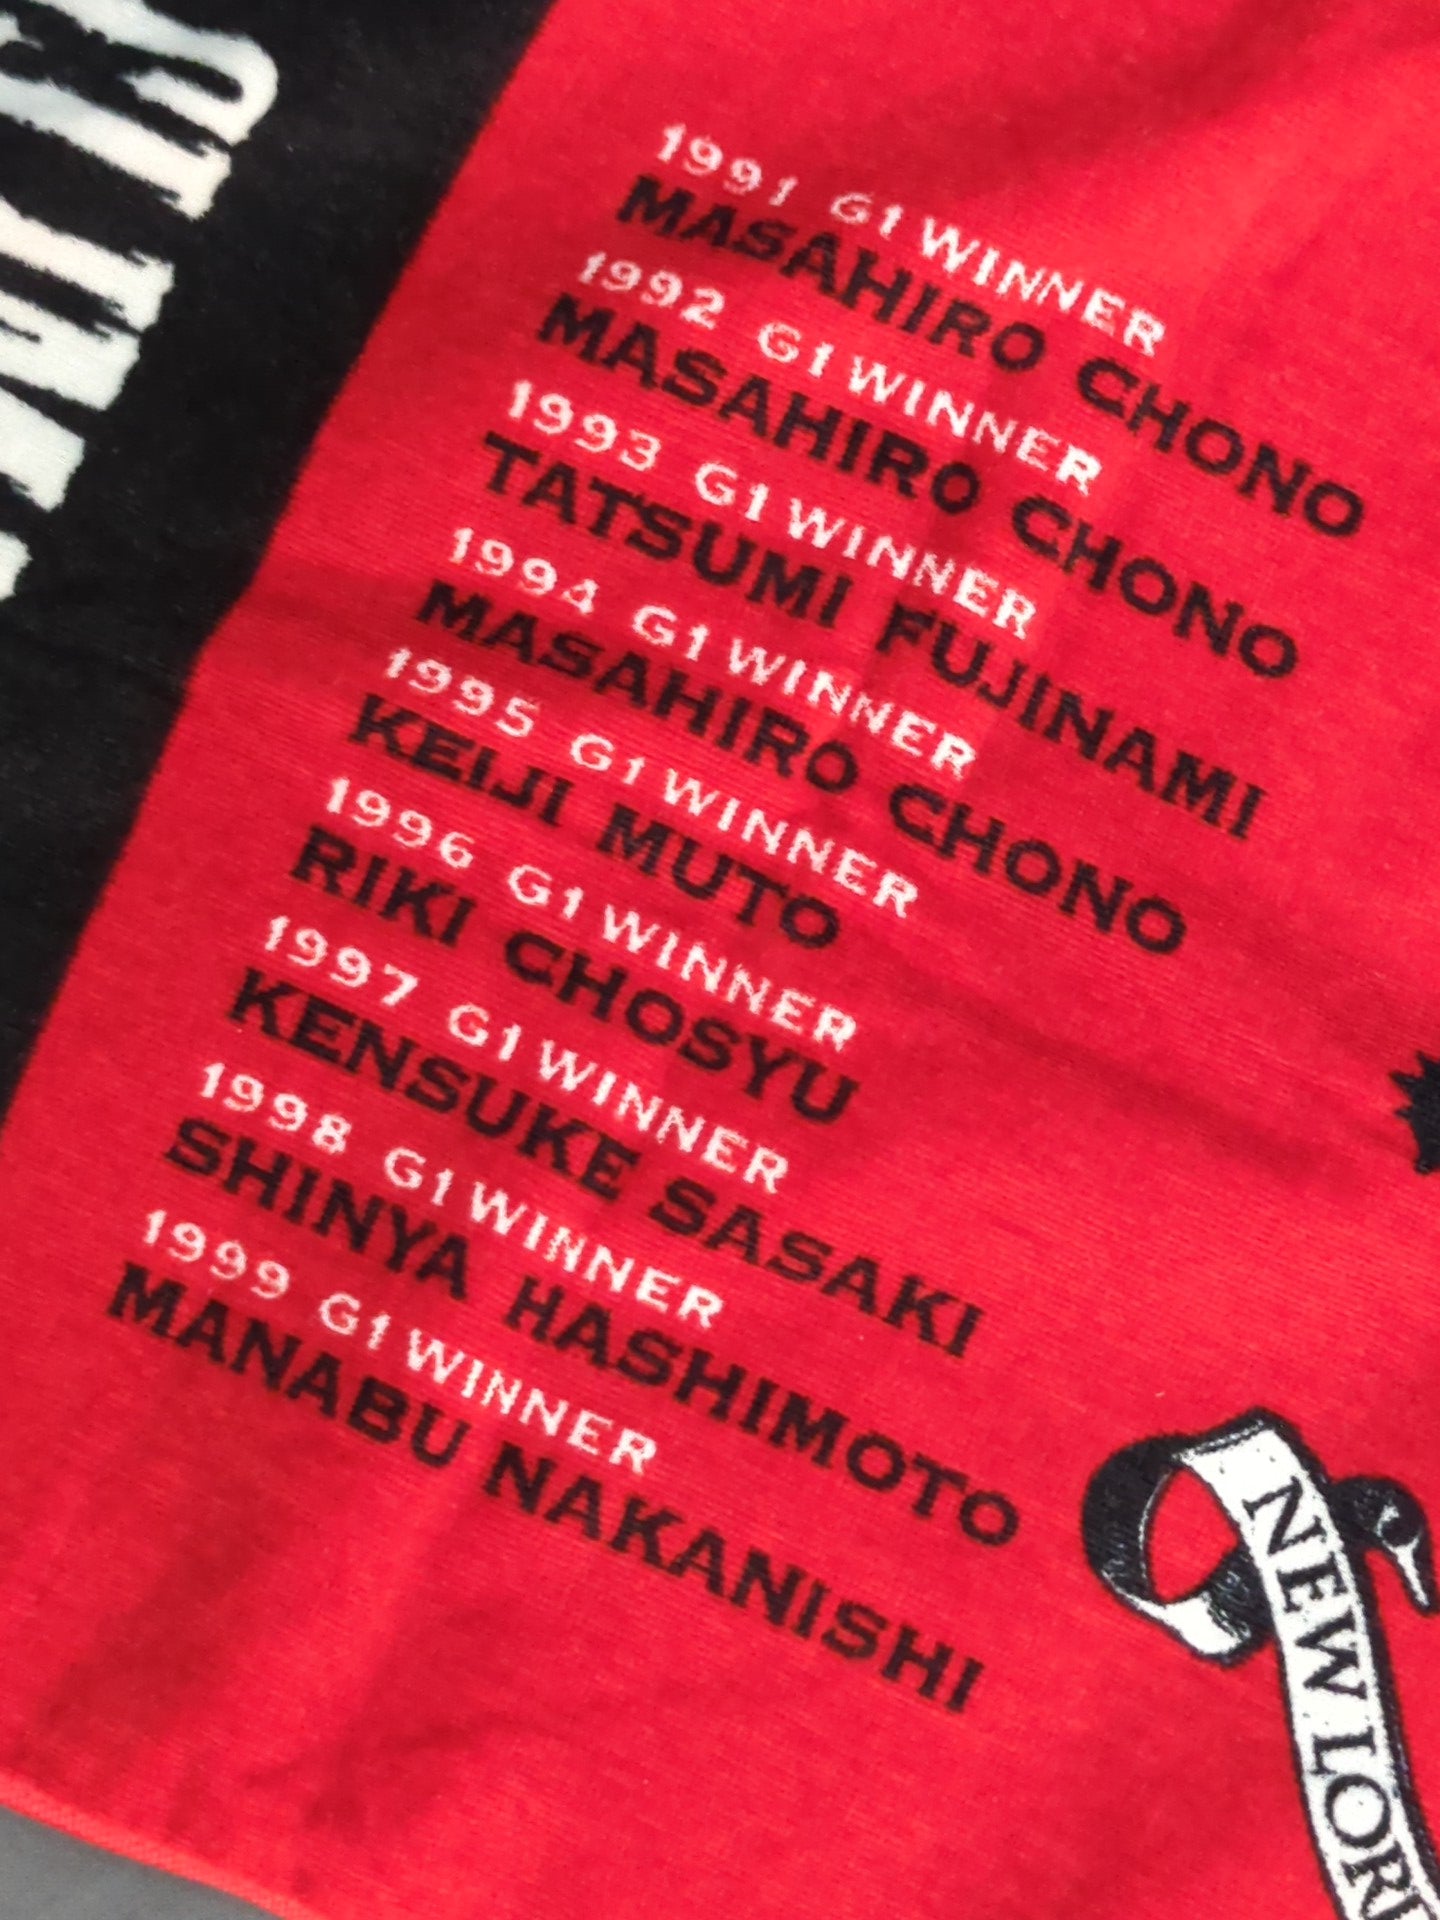 1991 G1 WINNER
MASAHIRO CHONO
1992 G1 WINNER
MASAHIRO CHONO
1993 G1 WINNER
TATSUMI FUJINAMI
1994 G1 WINNER
MASAHIRO CHONO
1995 G1 WINNER
KEIJI MUTO
1996 G1 WINNER
RIKI CHOSYU
1997 G1 WINNER
KENSUKE SASAKI
1998 G1 WINNER
SHINYA HASHIMOTO
1999 G1 WINNER
MANABU NAKANISHI
NEW